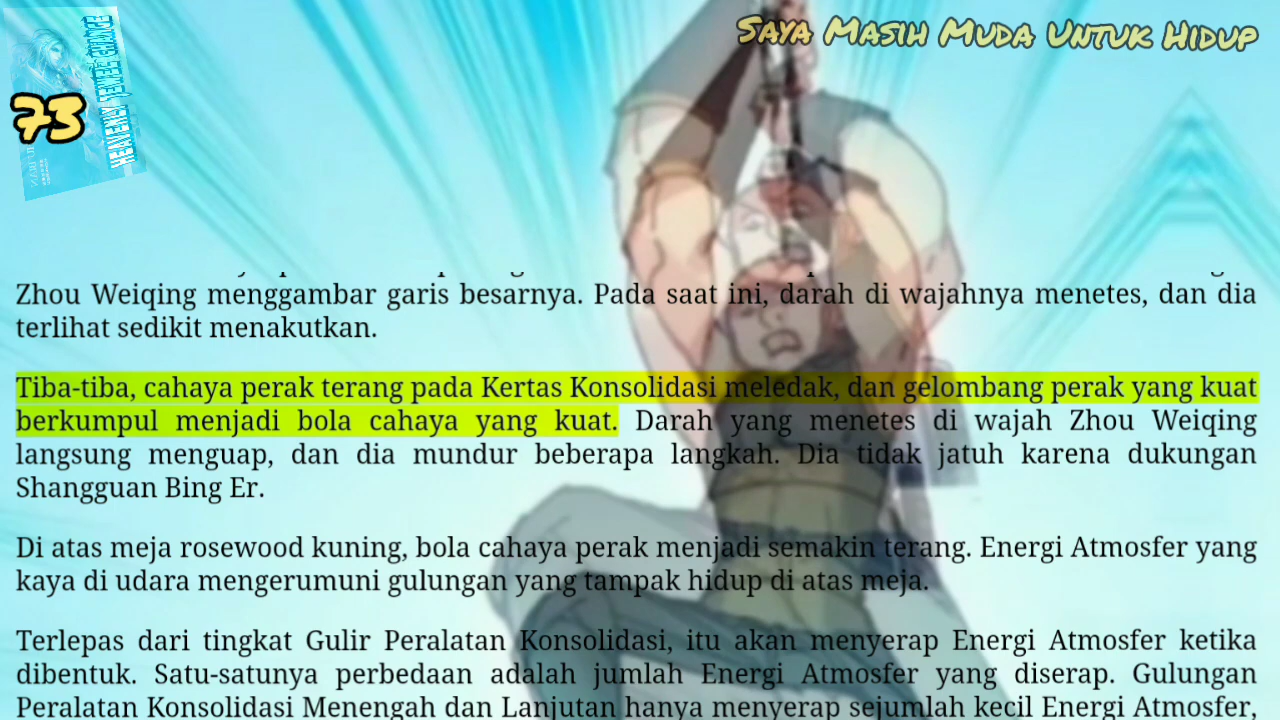 Saya Masih Muda Untuk Hidup
73
HEAVENLY JEWEL CHANGE
Zhou Weiqing menggambar garis besarnya. Pada saat ini, darah di wajahnya menetes, dan dia
terlihat sedikit menakutkan.
Tiba-tiba, cahaya perak terang pada Kertas Konsolidasi meledak, dan gelombang perak yang kuat
berkumpul menjadi bola cahaya yang kuat. Darah yang menetes di wajah Zhou Weiqing
langsung menguap, dan dia mundur beberapa langkah. Dia tidak jatuh karena dukungan
Shangguan Bing Er.
Di atas meja rosewood kuning, bola cahaya perak menjadi semakin terang. Energi Atmosfer yang
kaya di udara mengerumuni gulungan yang tampak hidup di atas meja.
Terlepas dari tingkat Gulir Peralatan Konsolidasi, itu akan menyerap Energi Atmosfer ketika
dibentuk. Satu-satunya perbedaan adalah jumlah Energi Atmosfer yang diserap. Gulungan
Peralatan Konsolidasi Menengah dan Lanjutan hanya menyerap sejumlah kecil Energi Atmosfer,